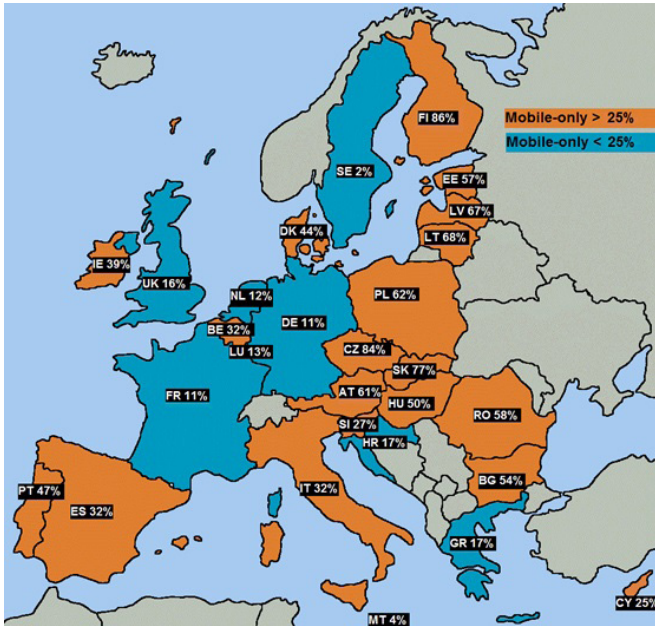 Mobile-only > 25%
Mobile-only < 25%
FI 86%
SE 2%
EE 57%
LV 67%
LT 68%
DK 44%
IE 39%
UK 16%
NL 12%
BE 32%
LU 13%
DE 11%
PL 62%
CZ 84%
SK 77%
AT 61%
HU 50%
FR 11%
SI 27%
HR 17%
RO 58%
BG 54%
PT 47%
ES 32%
IT 32%
GR 17%
MT 4%
CY 25%